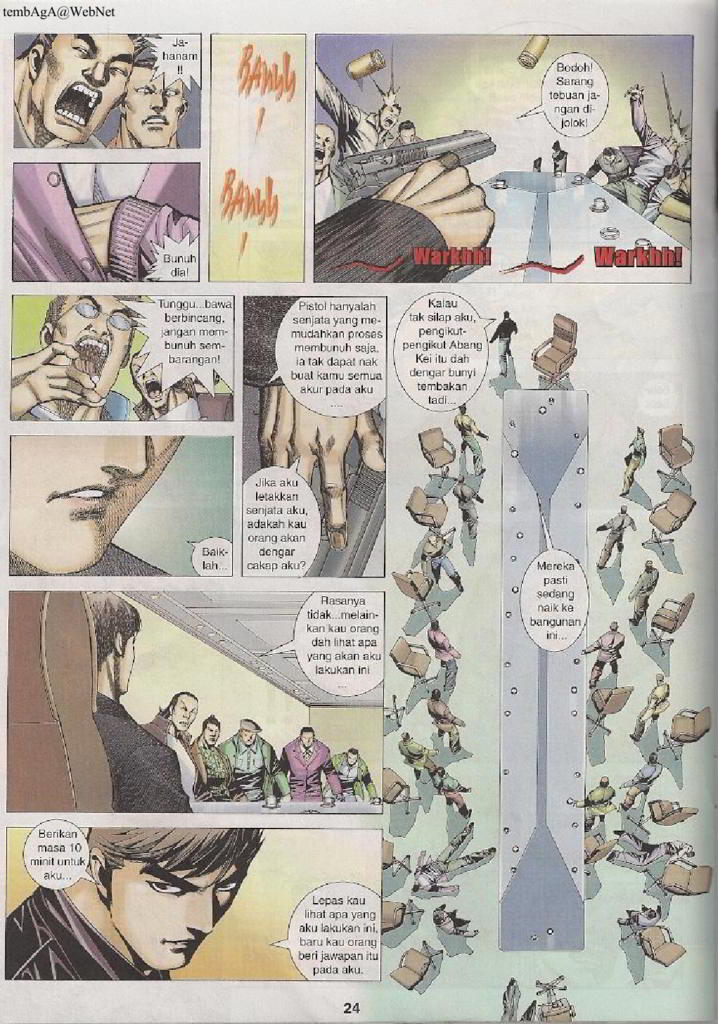 tembAgA@WebNet
Ja-
hanam
!!
BANGG
!
BANGG
!
Bodoh!
Sarang
tebuan ja-
ngan di-
jolok!
Bunuh
dia!
Warkhh!
Warkhh!
Tunggu...bawa
berbincang,
jangan mem-
bunuh sem-
barangan!
Pistol hanyalah
senjata yang me-
mudahkan proses
membunuh saja,
ia tak dapat nak
buat kamu semua
akur pada aku
....
Kalau
tak silap aku,
pengikut-
pengikut Abang
Kei itu dah
dengar bunyi
tembakan
tadi...
Baik-
lah...
Jika aku
letakkan
senjata aku,
adakah kau
orang akan
dengar
cakap aku?
Mereka
pasti
sedang
naik ke
bangunan
ini...
Rasanya
tidak...melain-
kan kau orang
dah lihat apa
yang akan aku
lakukan ini
...
Berikan
masa 10
minit untuk
aku...
Lepas kau
lihat apa yang
aku lakukan ini,
baru kau orang
beri jawapan itu
pada aku.
24